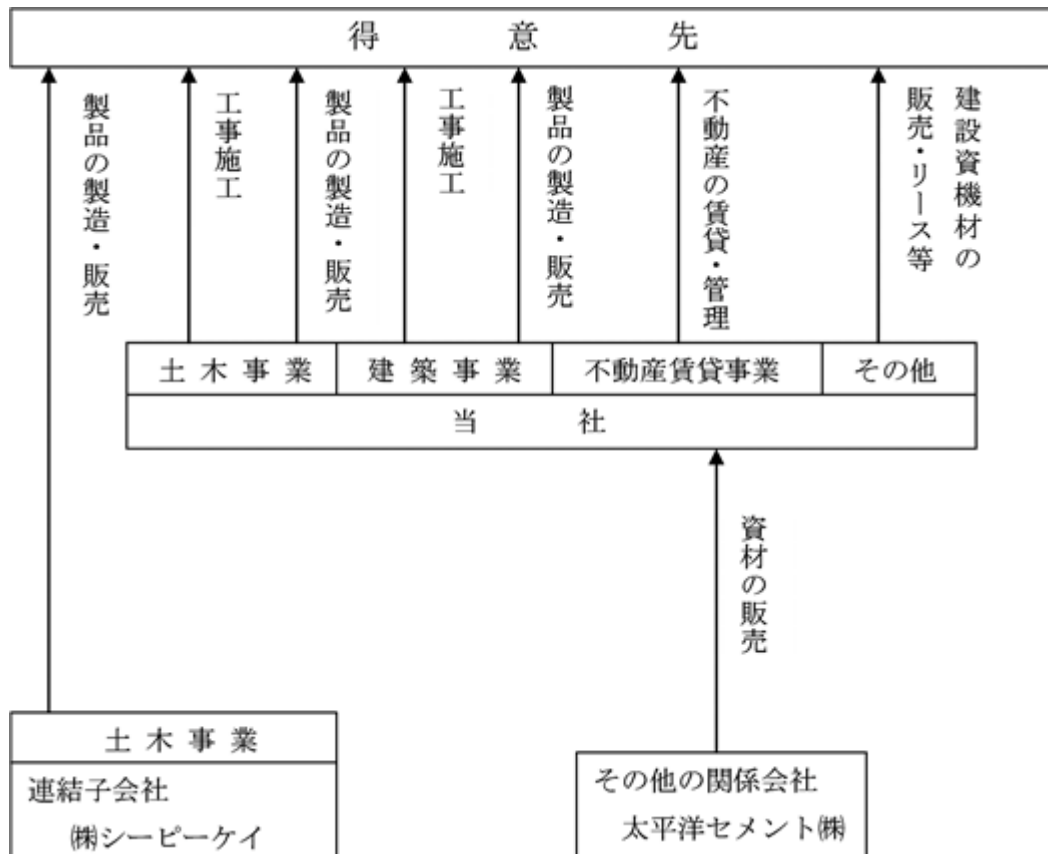 得意先
製品の製造・販売
工事施工
製品の製造・販売
工事施工
製品の製造・販売
不動産の賃貸・管理
建設資機材の
販売・リース等
土木事業
建築事業
不動産賃貸事業
その他
当社
資材の販売
土木事業
連結子会社
㈱シーピーケイ
その他の関係会社
太平洋セメント㈱